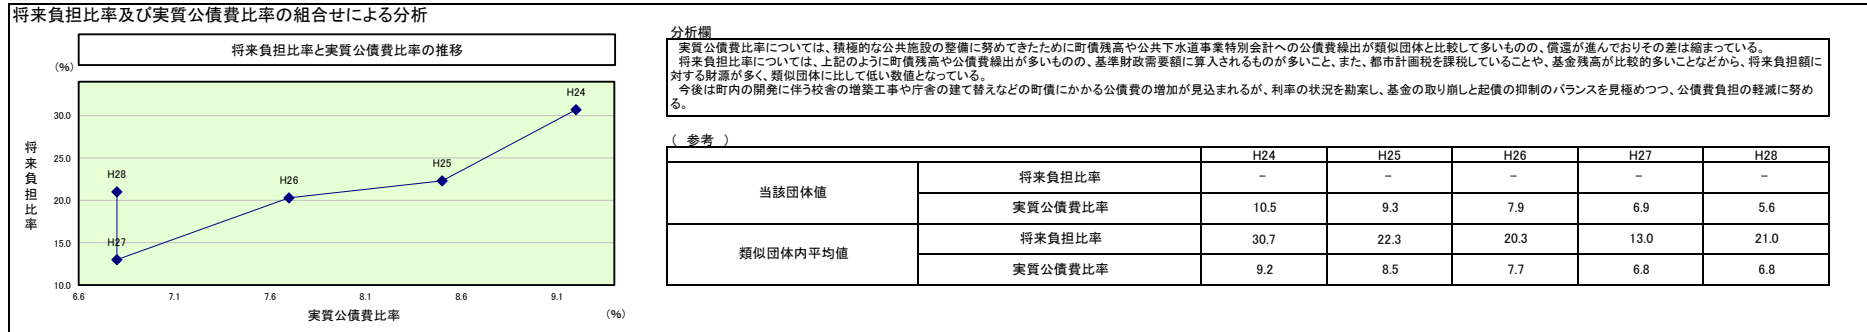 将来負担比率及び実質公債費比率の組合せによる分析
将来負担比率と実質公債費比率の推移
(%)
将来負担比率
30.0
25.0
20.0
15.0
10.0
H24
H25
H26
H28
H27
6.6 7.1 7.6 8.1 8.6 9.1
実質公債費比率
(%)
分析欄
実質公債費比率については、積極的な公共施設の整備に努めてきたために町債残高や公共下水道事業特別会計への公債費繰出が類似団体と比較して多いものの、償還が進んでおりその差は縮まっている。
将来負担比率については、上記のように町債残高や公債費繰出が多いものの、基準財政需要額に算入されるものが多いこと、また、都市計画税を課税していることや、基金残高が比較的多いことなどから、将来負担額に
対する財源が多く、類似団体に比して低い数値となっている。
今後は町内の開発に伴う校舎の増築工事や庁舎の建て替えなどの町債にかかる公債費の増加が見込まれるが、利率の状況を勘案し、基金の取り崩しと起債の抑制のバランスを見極めつつ、公債費負担の軽減に努め
る。
( 参考 )
H24 H25 H26 H27 H28
当該団体値 将来負担比率 － － － － －
実質公債費比率 10.5 9.3 7.9 6.9 5.6
類似団体内平均値 将来負担比率 30.7 22.3 20.3 13.0 21.0
実質公債費比率 9.2 8.5 7.7 6.8 6.8